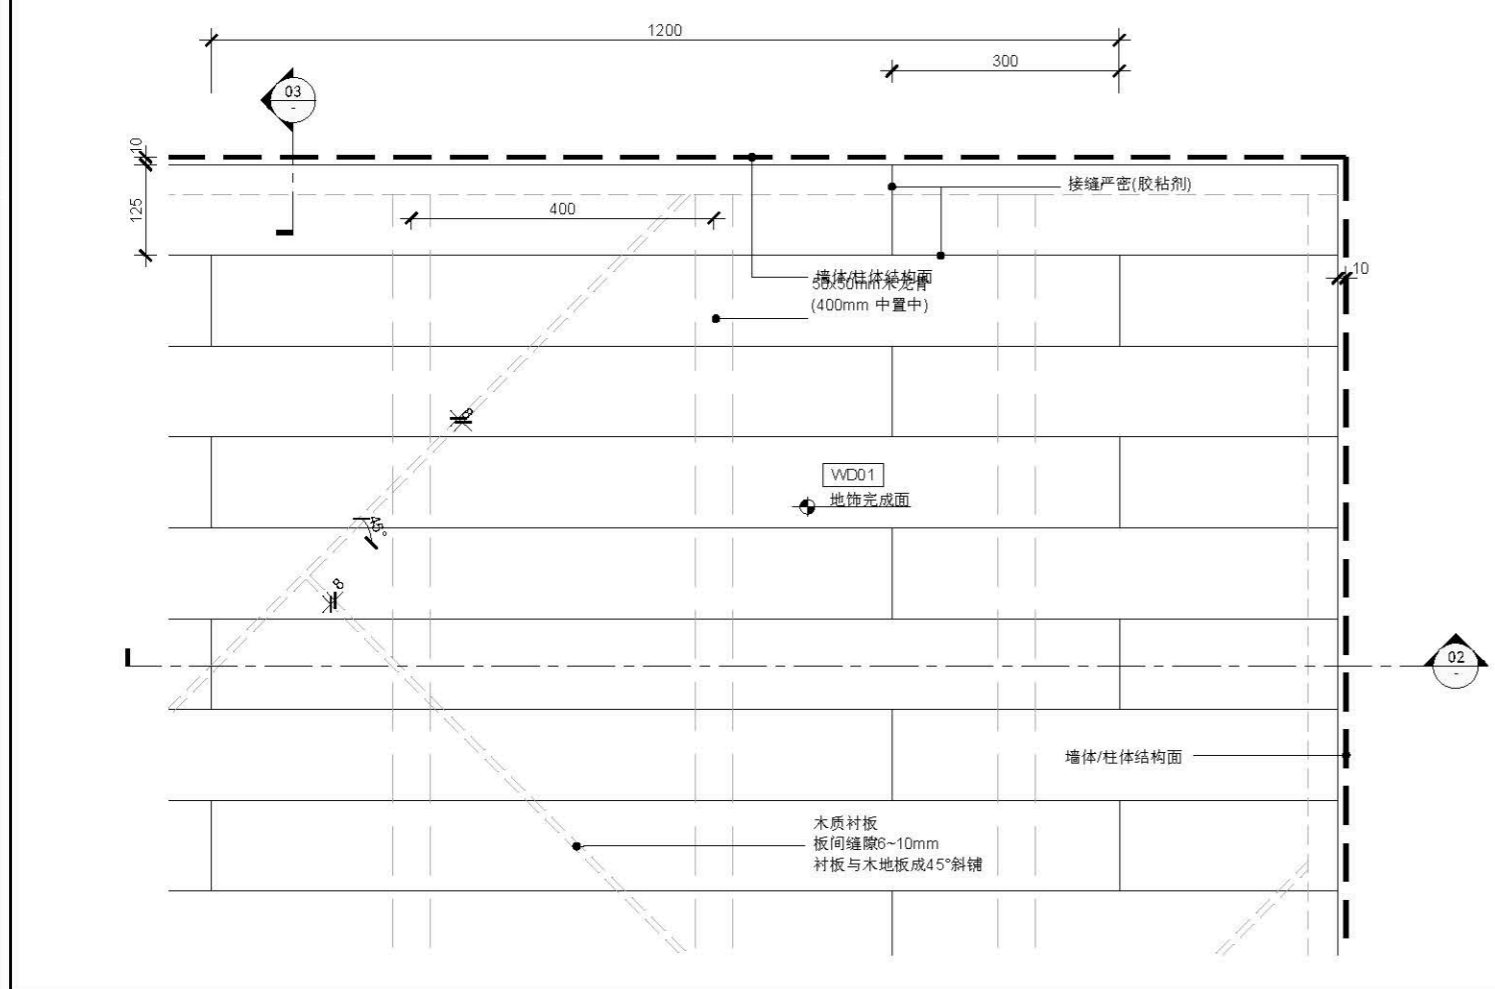 1200
300
03
-
10
接缝严密(胶粘剂)
125
400
墙体/柱体结构面
50x50mm木龙骨
(400mm 中置中)
10
8
WD01
地饰完成面
45°
8
02
-
墙体/柱体结构面
木质衬板
板间缝隙6~10mm
衬板与木地板成45°斜铺